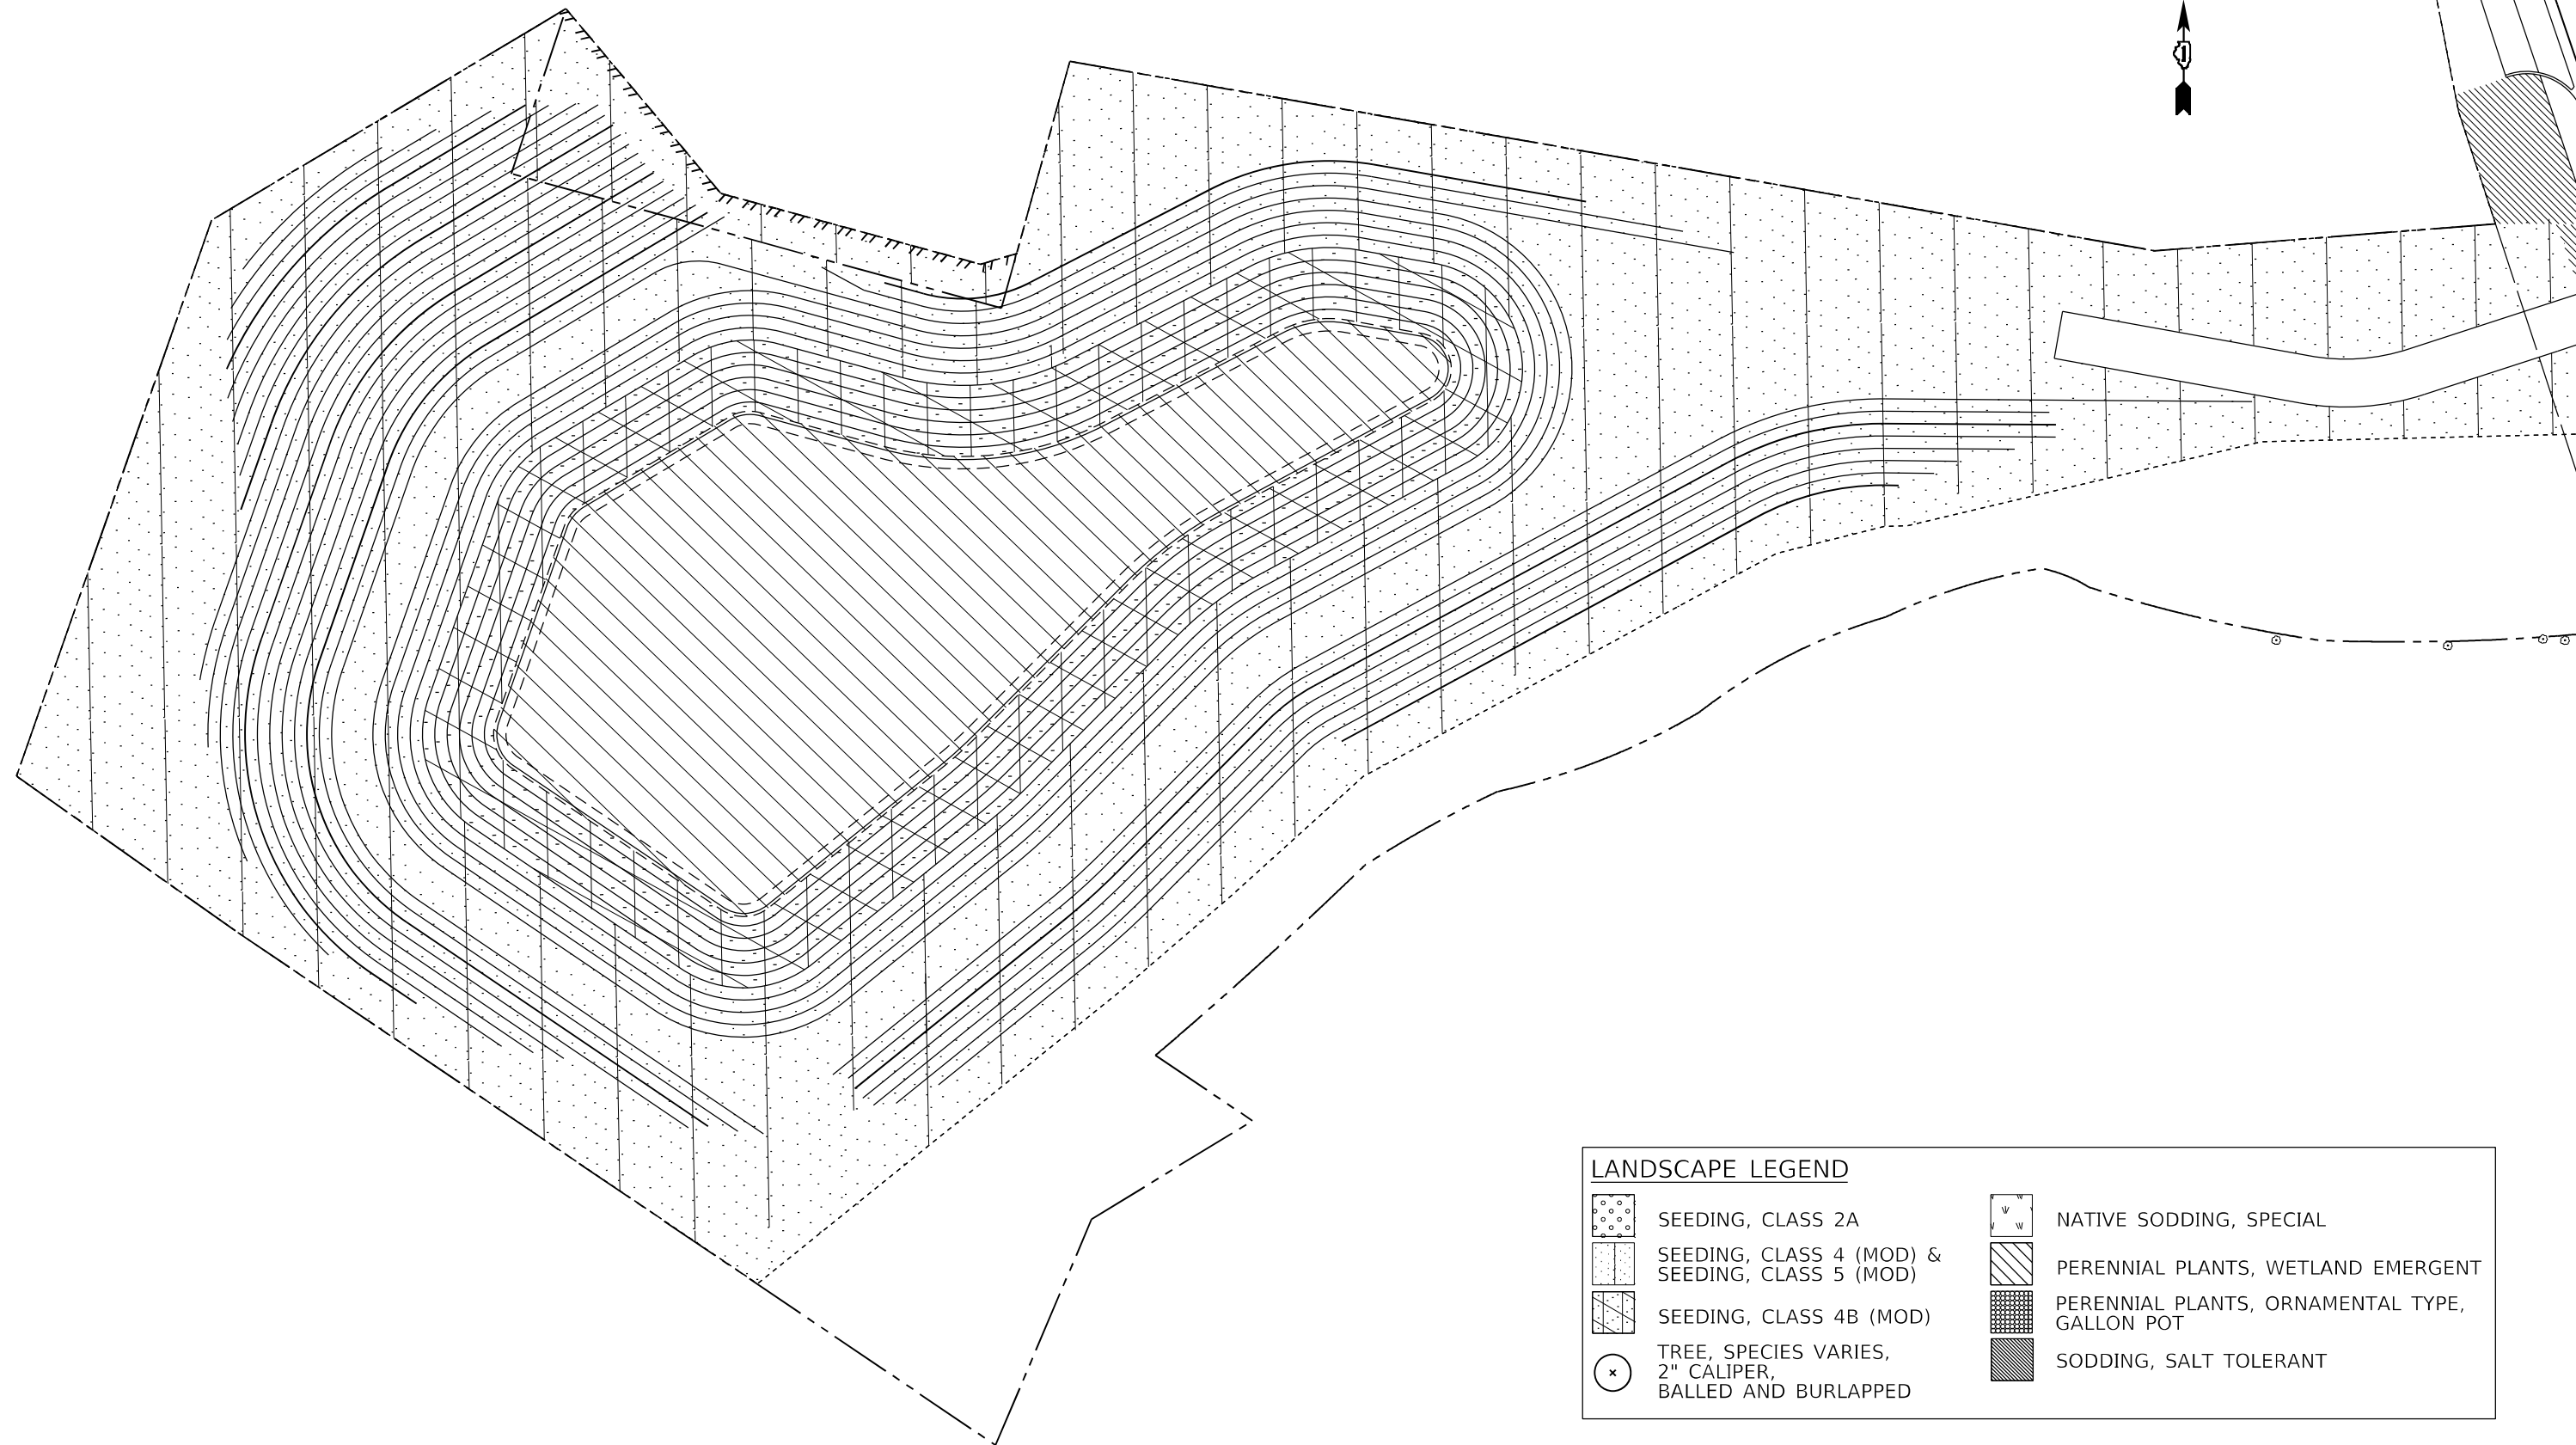 LANDSCAPE LEGEND
SEEDING, CLASS 2A
SEEDING, CLASS 4 (MOD) &
SEEDING, CLASS 5 (MOD)
SEEDING, CLASS 4B (MOD)
TREE, SPECIES VARIES,
2" CALIPER,
BALLED AND BURLAPPED
NATIVE SODDING, SPECIAL
PERENNIAL PLANTS, WETLAND EMERGENT
PERENNIAL PLANTS, ORNAMENTAL TYPE,
GALLON POT
SODDING, SALT TOLERANT